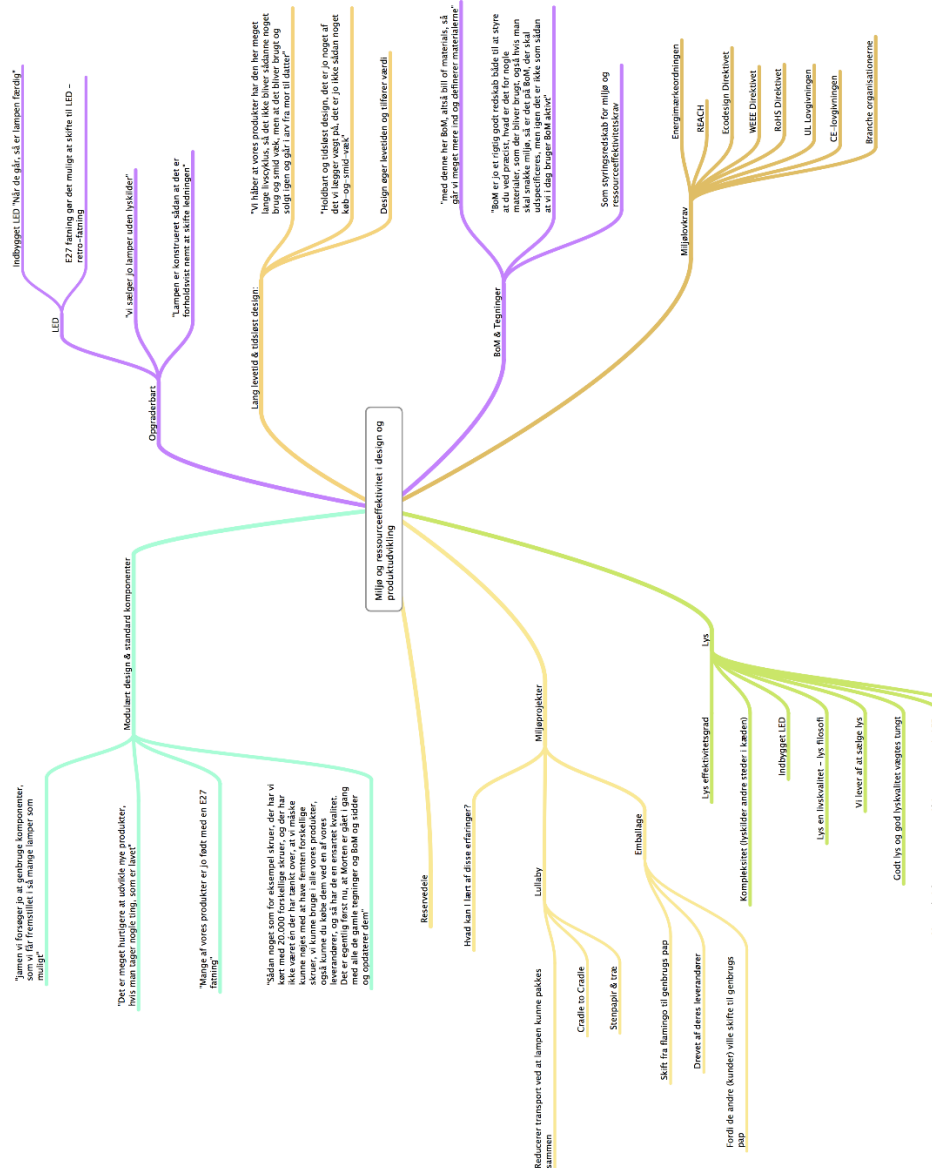 Miljø og ressourceeffektivitet i design og
produktudvikling
Modulært design & standard komponenter
"jamen vi forsøger jo at genbruge komponenter,
som vi får fremstillet i så mange lamper som
muligt"
"Det er meget hurtigere at udvilde nye produkter,
hvis man tager nogle ting, som er lavet"
"Mange af vores produkter er jo født med en E27
fatning"
"Sådan noget som for eksempel skruer, der har vi
kørt med 20.000 forskellige skruer, og der har
ikke været én der har tænkt over, at vi måske
kunne nøjes med at have femten forskellige
skruer, vi kunne bruge i alle vores produkter,
også kunne du købe dem ved en af vores
leverandører, og så har de en ensartet kvalitet.
Det er egentlig først nu, at Morten er gået i gang
med alle de gamle tegninger og BoM og sidder
og opdaterer dem"
Reservedele
Miljøprojekter
Hvad kan I lært af disse erfaringer?
Lullaby
Reducerer transport ved at lampen kunne pakkes
sammen
Cradle to Cradle
Stenpapir & træ
Emballage
Skift fra flamingo til genbrugs pap
Drevet af deres leverandører
Fordi de andre (kunder) ville skifte til genbrugs
pap
Opgraderbart
LED
Indbygget LED "Når de går, så er lampen færdig"
E27 fatning gør det muligt at skifte til LED –
retro-fatning
"vi sælger jo lamper uden lyskilder"
"Lampen er konstrueret sådan at det er
forholdsvist nemt at skifte ledningen"
Lang levetid & tidsløst design:
"Vi håber at vores produkter har den her meget
lange livscyklus, så det ikke bliver sådanne noget
brug og smid væk, men at det bliver brugt og
solgt igen og går i arv fra mor til datter"
"Holdbart og tidsløst design, det er jo noget af
det vi lægger vægt på, det er jo ikke sådan noget
køb-og-smid-væk"
Design øger levetiden og tilfører værdi
BoM & Tegninger
"med denne her BoM, altså bill of materials, så
går vi meget mere ind og definerer materialerne"
"BoM er jo et rigtig godt redskab både til at styre
at du ved præcist, hvad er det for nogle
materialer, som der bliver brugt, også hvis man
skal snakke miljø, så er det på BoM, der skal
udspecificeres, men igen det er ikke som sådan
at vi i dag bruger BoM aktivt"
Som styringsredskab for miljø og
ressourceeffektivitetskrav
Miljølovkrav
Energimærkeordningen
REACH
Ecodesign Direktivet
WEEE Direktivet
RoHS Direktivet
UL Lovgivningen
CE-lovgivningen
Branche organisationerne
Lys
Lys effektivitetsgrad
Kompleksitet (lyskilder andre steder i kæden)
Indbygget LED
Lys en livskvalitet – lys filosofi
Vi lever af at sælge lys
Godt lys og god lyskvalitet vægtes tungt